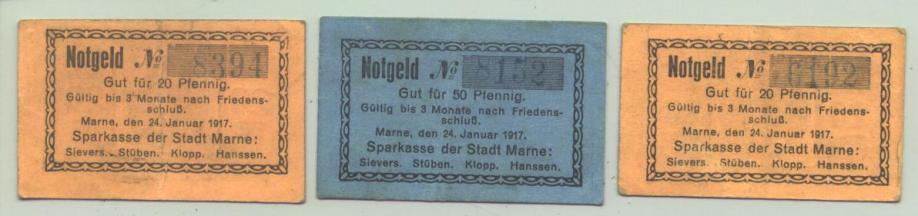 Notgeld № 8394
Gut für 20 Pfennig.
Gültig bis 3 Monate nach Friedens-
schluß.
Marne, den 24. Januar 1917.
Sparkasse der Stadt Marne:
Sievers. Stüben. Klopp. Hanssen.
Notgeld № 8152
Gut für 50 Pfennig.
Gültig bis 3 Monate nach Friedens-
schluß.
Marne, den 24. Januar 1917.
Sparkasse der Stadt Marne:
Sievers. Stüben. Klopp. Hanssen.
Notgeld № 6192
Gut für 20 Pfennig.
Gültig bis 3 Monate nach Friedens-
schluß.
Marne, den 24. Januar 1917.
Sparkasse der Stadt Marne:
Sievers. Stüben. Klopp. Hanssen.